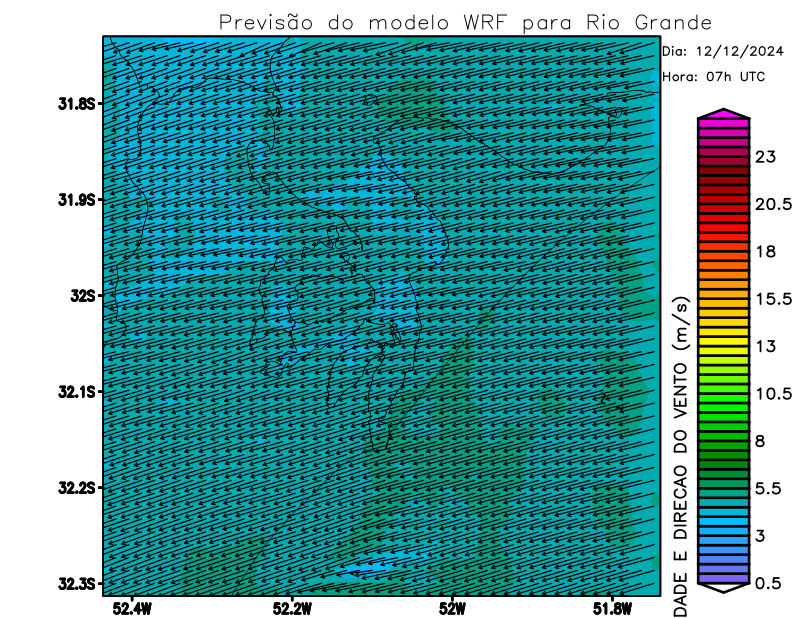 Previsão do modelo WRF para Rio Grande
Dia: 12/12/2024
Hora: 07h UTC
31.8S
31.9S
32S
32.1S
32.2S
32.3S
52.4W
52.2W
52W
51.8W
23
20.5
18
15.5
13
10.5
8
5.5
3
0.5
DADE E DIRECAO DO VENTO (m/s)